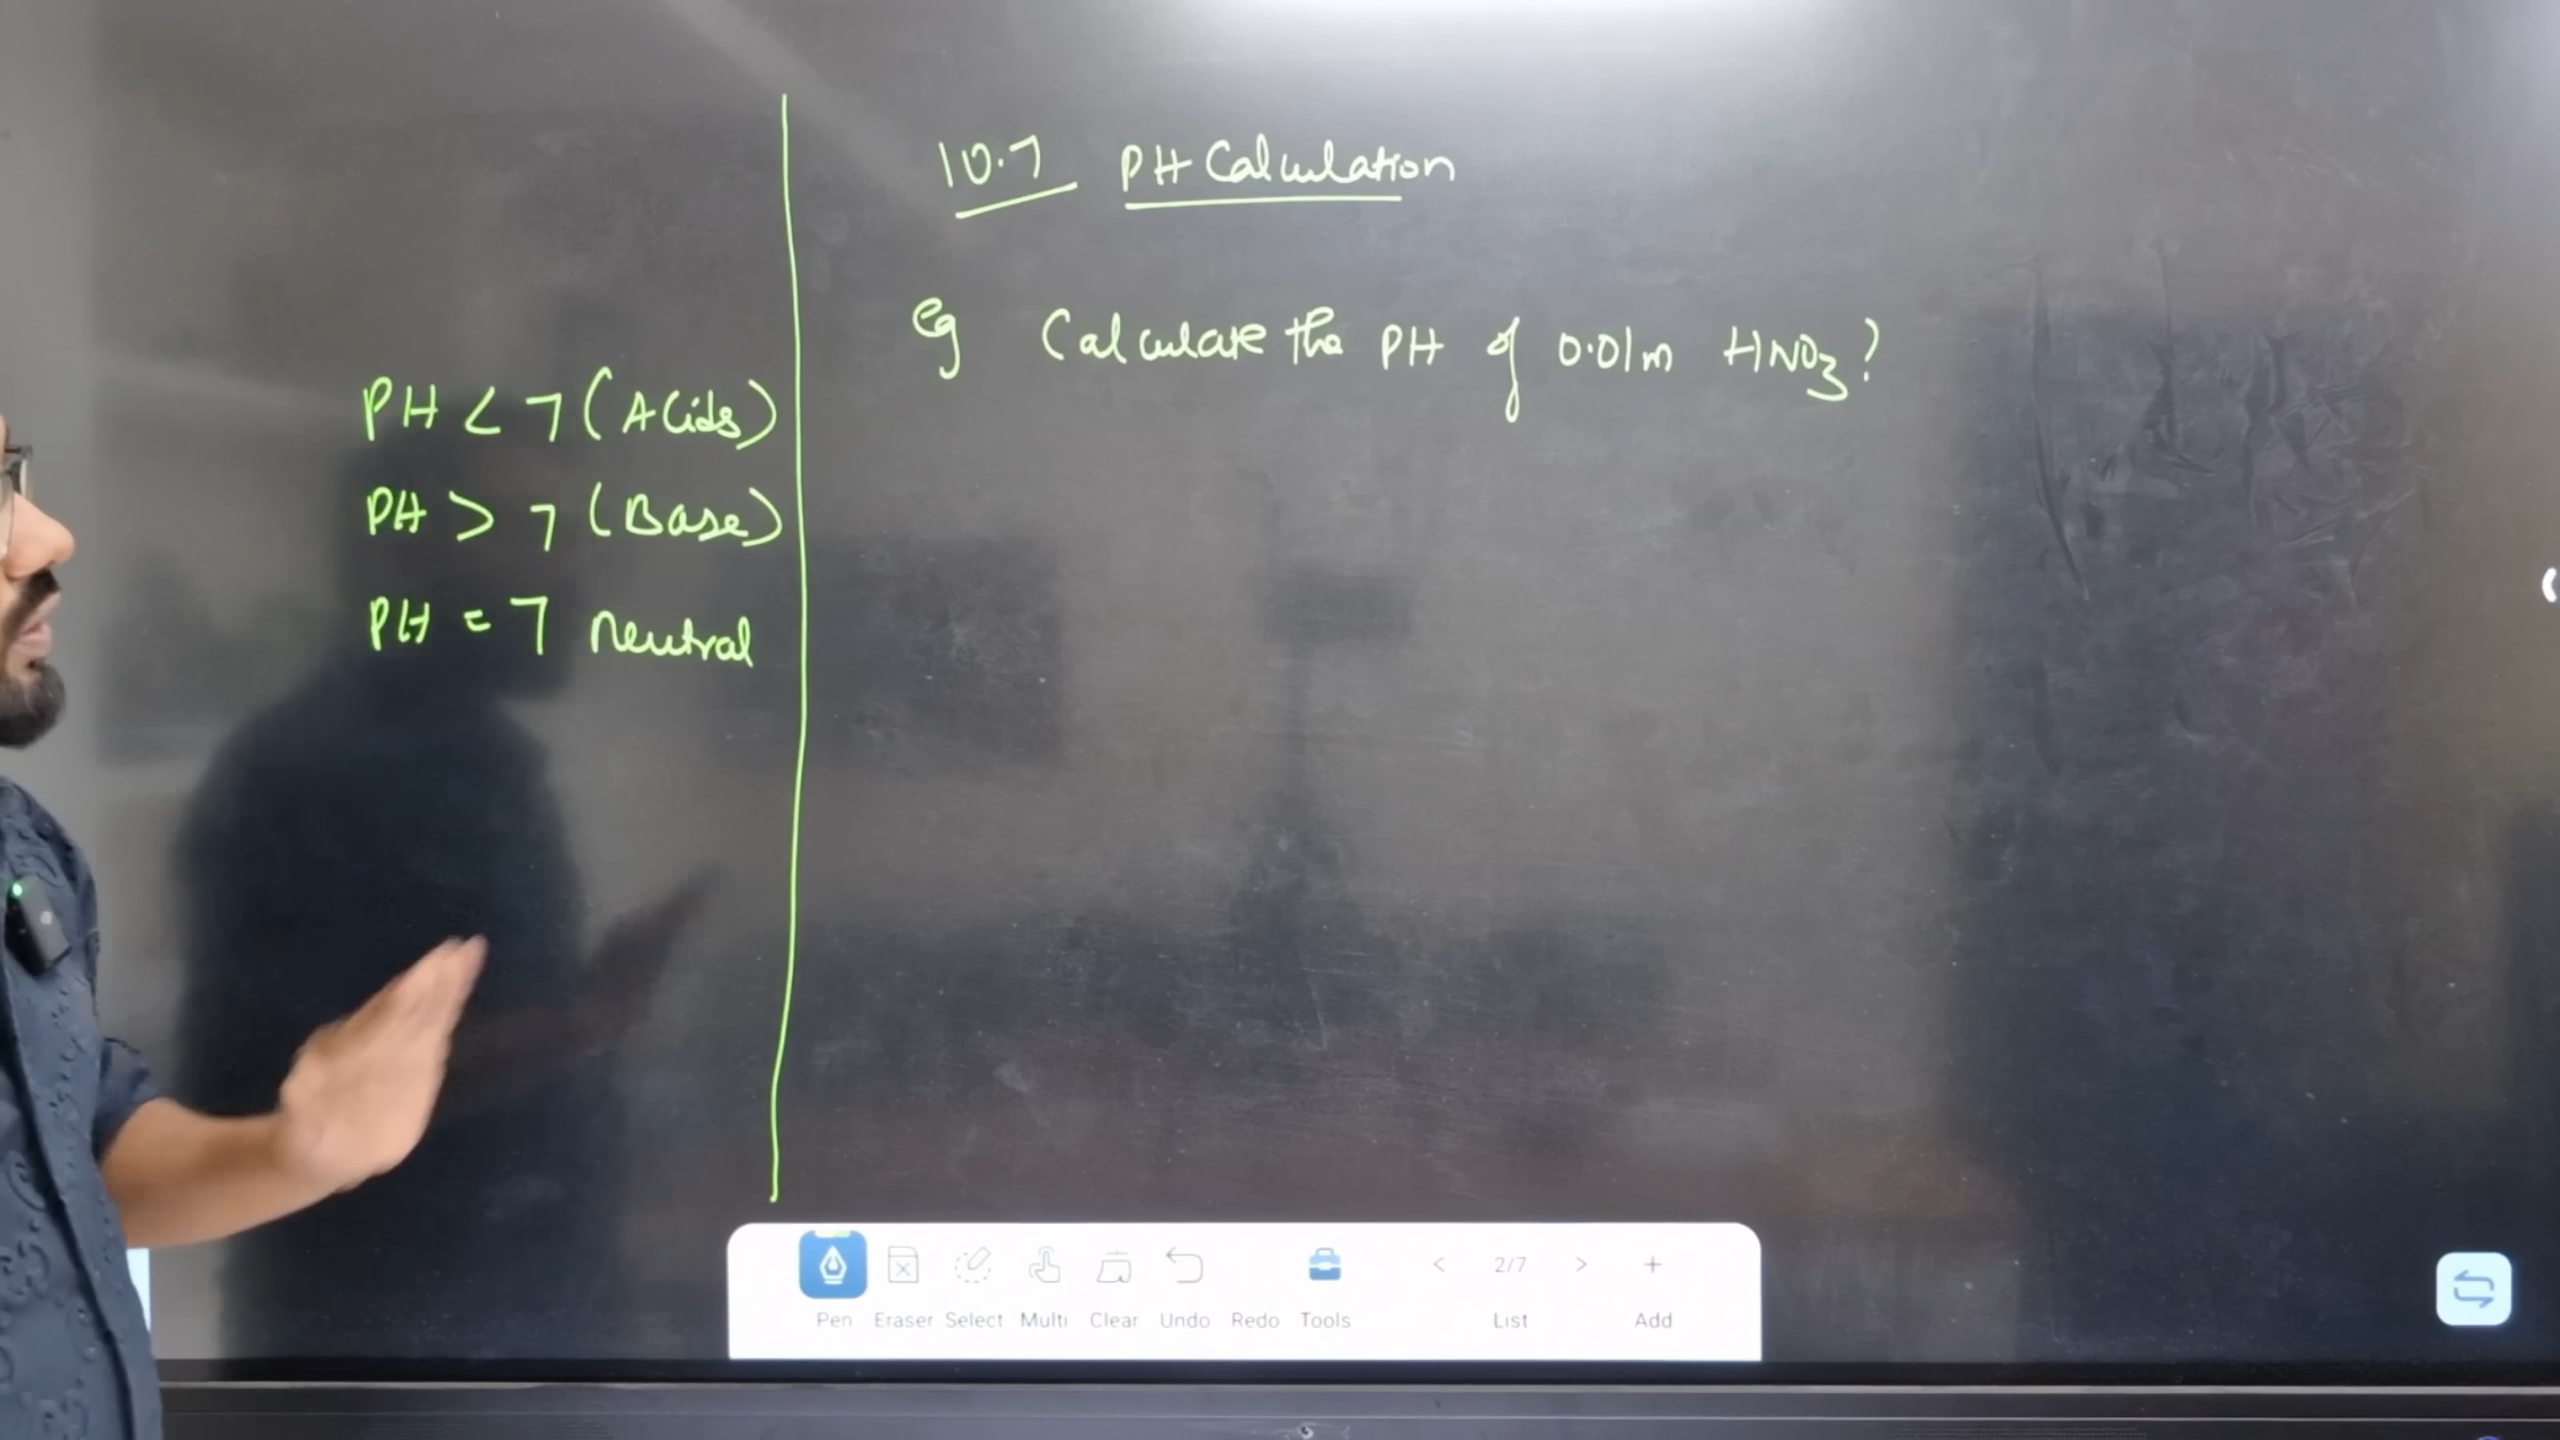 10.7 PH Calculation
eg Calculate the PH of 0.01m HNO3?
PH < 7 (Acids)
PH > 7 (Base)
PH = 7 neutral
< 2/7 > +
Pen Eraser Select Multi Clear Undo Redo Tools List Add